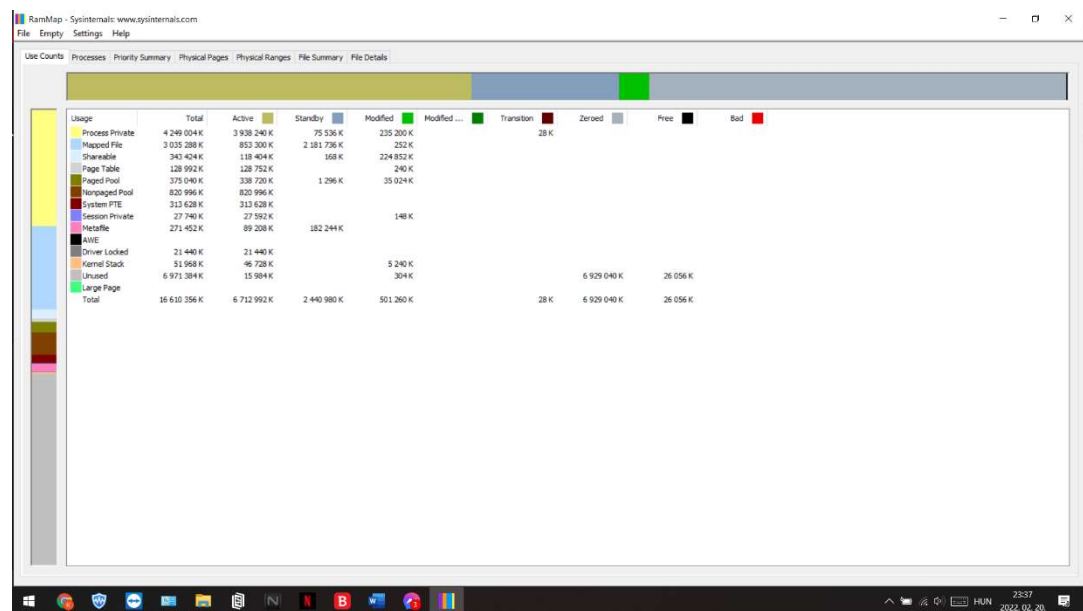 RamMap - Sysinternals: www.sysinternals.com
File Empty Settings Help
Use Counts Processes Priority Summary Physical Pages Physical Ranges File Summary File Details
Usage Total Active Standby Modified Modified ... Transition Zeroed Free Bad
Process Private 4 249 004 K 3 938 240 K 75 536 K 235 200 K 28 K
Mapped File 3 035 288 K 853 300 K 2 181 736 K 252 K
Shareable 343 424 K 118 404 K 168 K 224 852 K
Page Table 128 992 K 128 752 K 240 K
Paged Pool 375 040 K 338 720 K 1 296 K 35 024 K
Nonpaged Pool 820 996 K 820 996 K
System PTE 313 628 K 313 628 K
Session Private 27 740 K 27 592 K 148 K
Metafile 271 452 K 89 208 K 182 244 K
AWE
Driver Locked 21 440 K 21 440 K
Kernel Stack 51 968 K 46 728 K 5 240 K
Unused 6 971 384 K 15 984 K 304 K 6 929 040 K 26 056 K
Large Page
Total 16 610 356 K 6 712 992 K 2 440 980 K 501 260 K 28 K 6 929 040 K 26 056 K
HUN
23:37
2022. 02. 20.